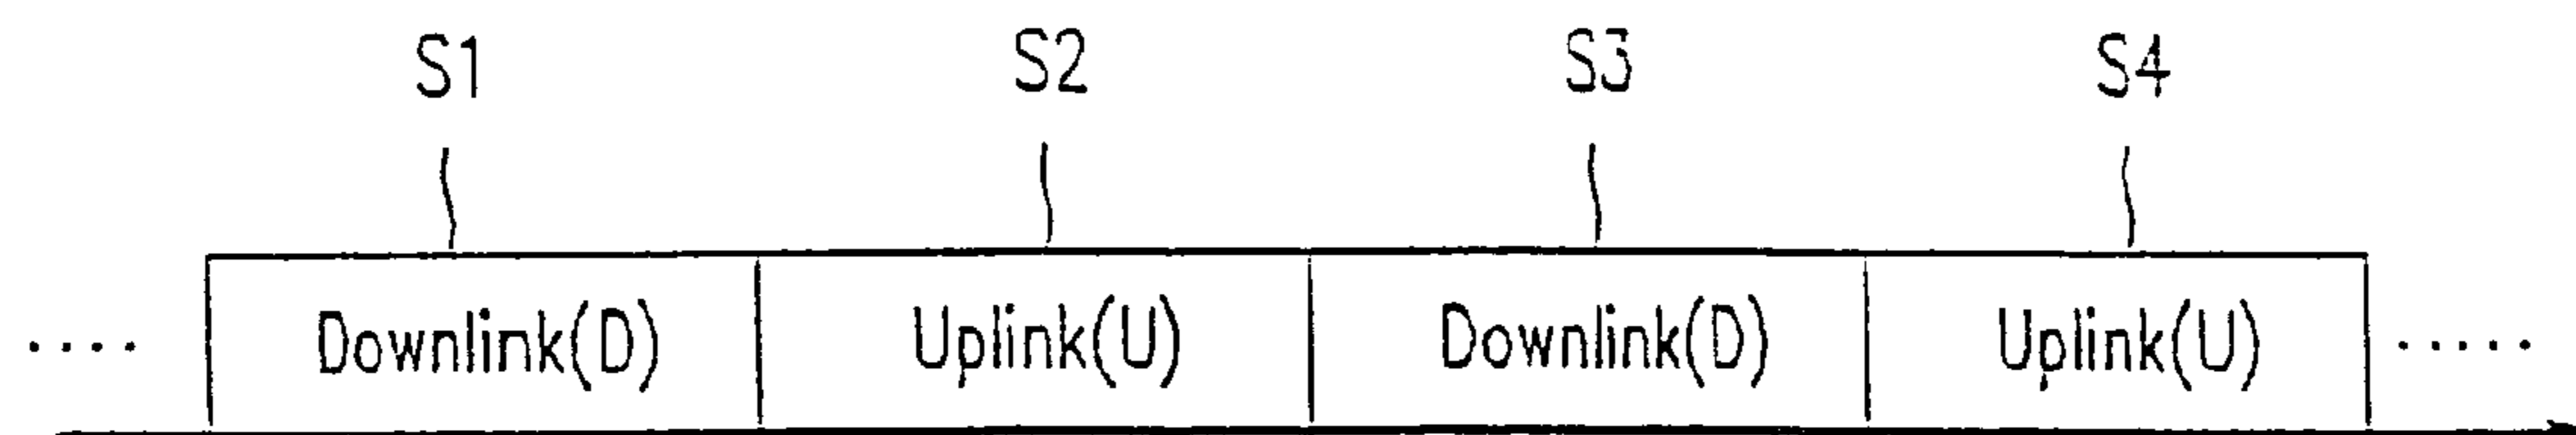 S1 S2 S3 S4
.... Downlink(D) Uplink(U) Downlink(D) Uplink(U) .....